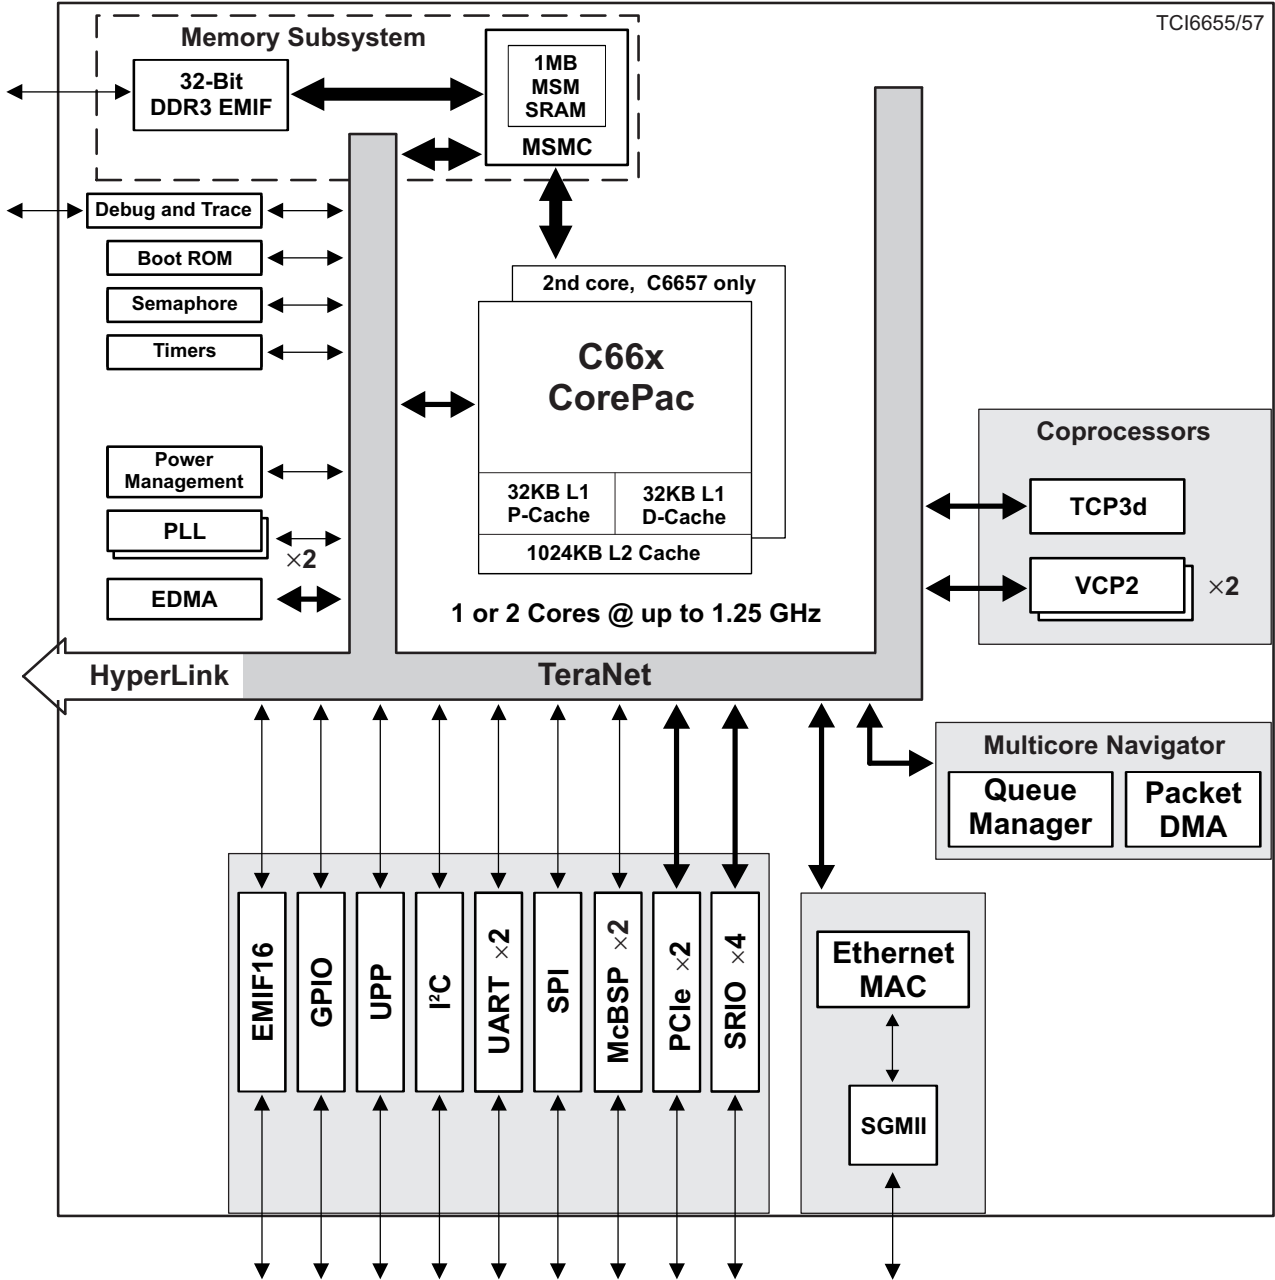 TCI6655/57
Memory Subsystem
32-Bit
DDR3 EMIF
1MB
MSM
SRAM
MSMC
Debug and Trace
Boot ROM
Semaphore
Timers
Power
Management
PLL
×2
EDMA
2nd core, C6657 only
C66x
CorePac
32KB L1
P-Cache
32KB L1
D-Cache
1024KB L2 Cache
1 or 2 Cores @ up to 1.25 GHz
Coprocessors
TCP3d
VCP2
×2
HyperLink
TeraNet
Multicore Navigator
Queue
Manager
Packet
DMA
EMIF16
GPIO
UPP
I²C
UART ×2
SPI
McBSP ×2
PCIe ×2
SRIO ×4
Ethernet
MAC
SGMII